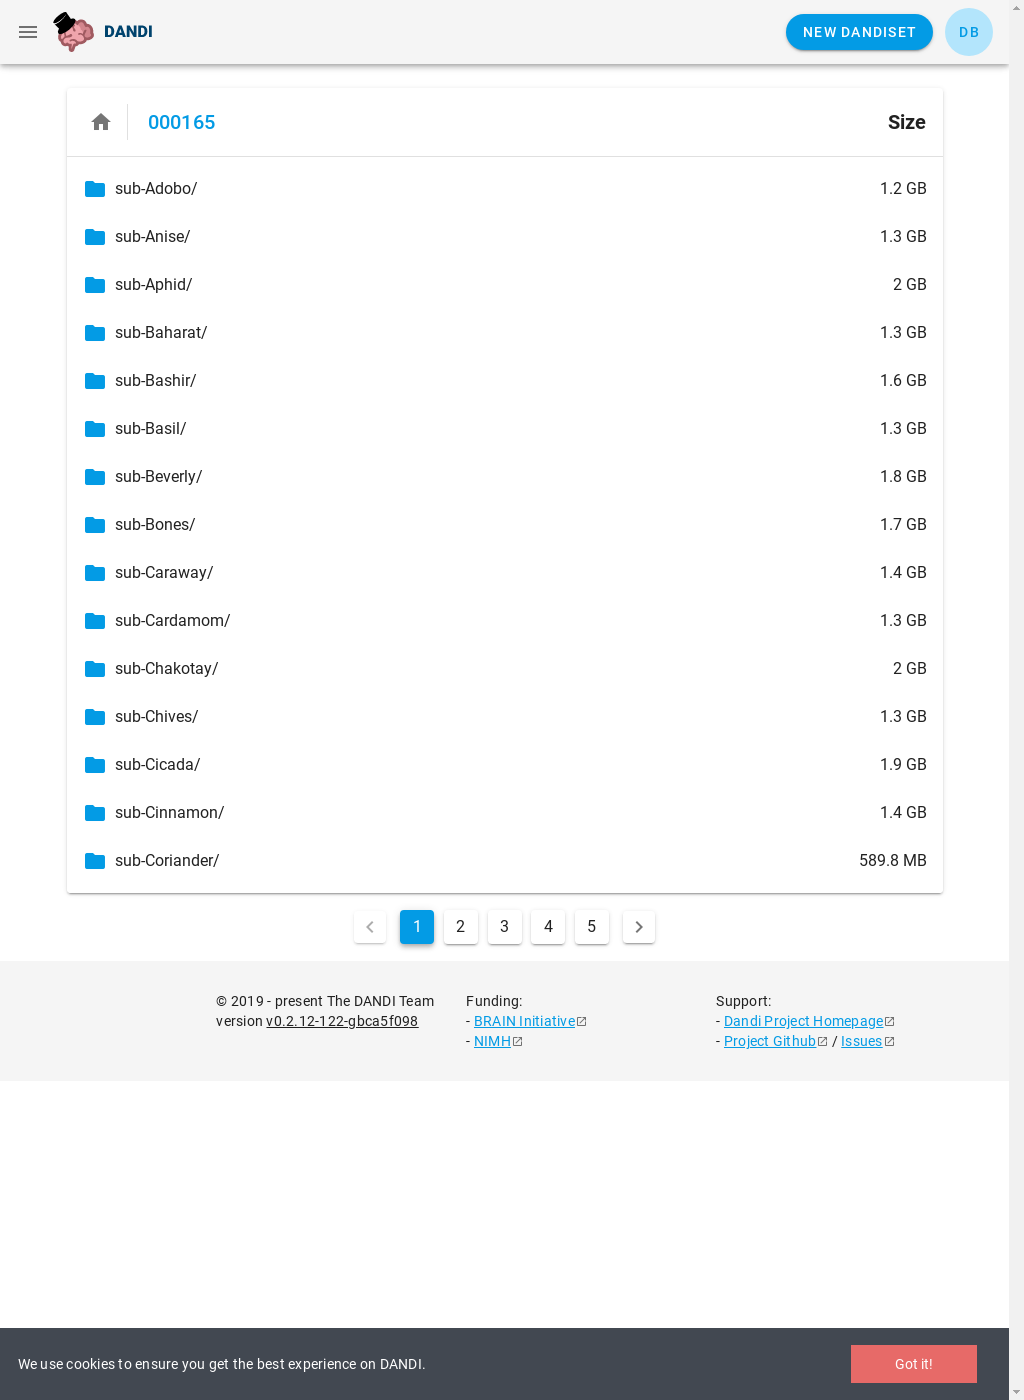 DANDI
NEW DANDISET
DB
000165
Size
sub-Adobo/ 1.2 GB
sub-Anise/ 1.3 GB
sub-Aphid/ 2 GB
sub-Baharat/ 1.3 GB
sub-Bashir/ 1.6 GB
sub-Basil/ 1.3 GB
sub-Beverly/ 1.8 GB
sub-Bones/ 1.7 GB
sub-Caraway/ 1.4 GB
sub-Cardamom/ 1.3 GB
sub-Chakotay/ 2 GB
sub-Chives/ 1.3 GB
sub-Cicada/ 1.9 GB
sub-Cinnamon/ 1.4 GB
sub-Coriander/ 589.8 MB
1 2 3 4 5
© 2019 - present The DANDI Team
version v0.2.12-122-gbca5f098
Funding:
- BRAIN Initiative
- NIMH
Support:
- Dandi Project Homepage
- Project Github / Issues
We use cookies to ensure you get the best experience on DANDI.
Got it!